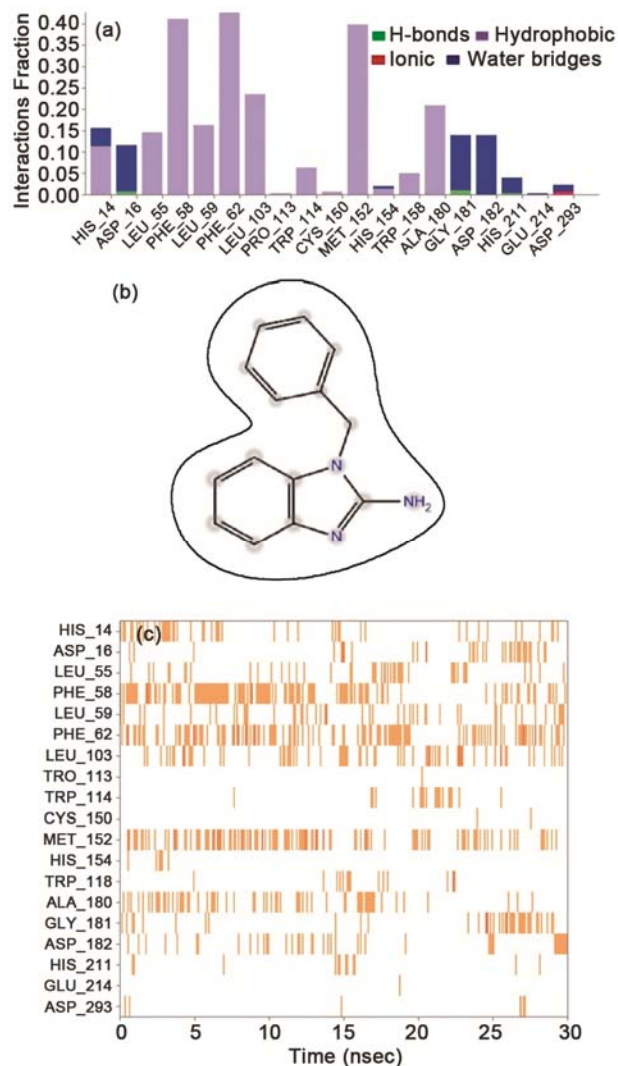 (a)
H-bonds Hydrophobic
Ionic Water bridges
Interactions Fraction
0.40
0.35
0.30
0.25
0.20
0.15
0.10
0.05
0.00
HIS_14
ASP_16
LEU_55
PHE_58
LEU_59
PHE_62
LEU_103
PRO_113
TRP_114
CYS_150
MET_152
HIS_154
TRP_158
ALA_180
GLY_181
ASP_182
HIS_211
GLU_214
ASP_293
(b)
N
NH2
N
(c)
HIS_14
ASP_16
LEU_55
PHE_58
LEU_59
PHE_62
LEU_103
TRO_113
TRP_114
CYS_150
MET_152
HIS_154
TRP_118
ALA_180
GLY_181
ASP_182
HIS_211
GLU_214
ASP_293
0 5 10 15 20 25 30
Time (nsec)